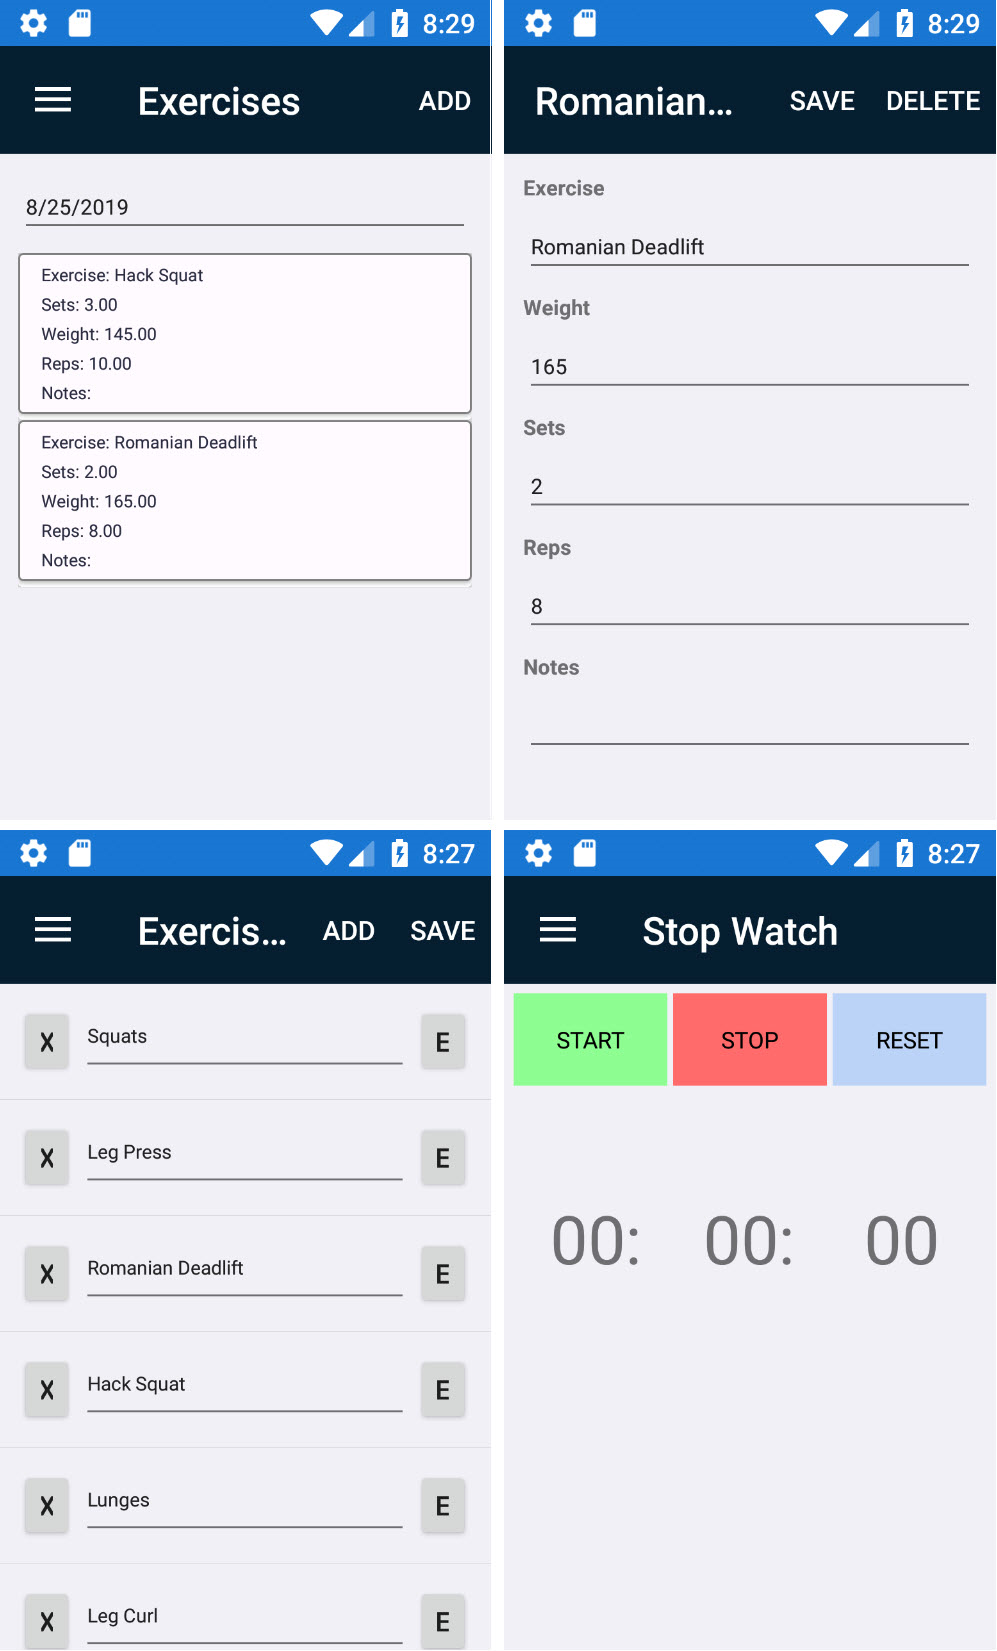 8:29
Exercises ADD
8/25/2019
Exercise: Hack Squat
Sets: 3.00
Weight: 145.00
Reps: 10.00
Notes:
Exercise: Romanian Deadlift
Sets: 2.00
Weight: 165.00
Reps: 8.00
Notes:
8:29
Romanian... SAVE DELETE
Exercise
Romanian Deadlift
Weight
165
Sets
2
Reps
8
Notes
8:27
Exercis... ADD SAVE
X Squats E
X Leg Press E
X Romanian Deadlift E
X Hack Squat E
X Lunges E
X Leg Curl E
8:27
Stop Watch
START STOP RESET
00: 00: 00